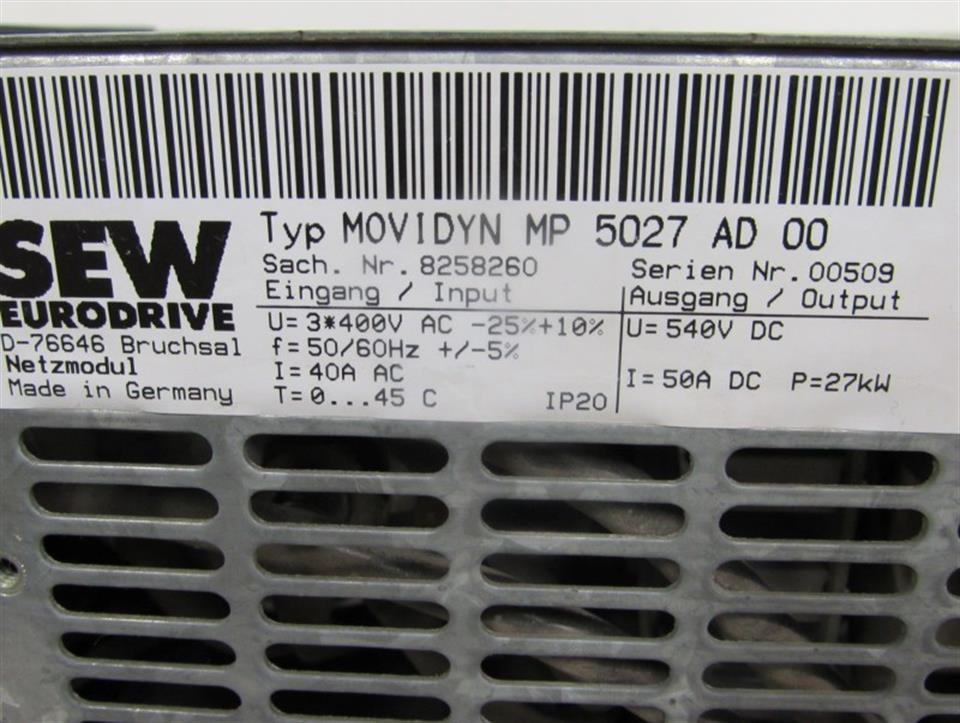 SEW
EURODRIVE
D-76646 Bruchsal
Netzmodul
Made in Germany
Typ MOVIDYN MP 5027 AD 00
Sach. Nr. 8258260 Serien Nr. 00509
Eingang / Input Ausgang / Output
U= 3*400V AC -25%+10% U= 540V DC
f= 50/60Hz +/-5%
I= 40A AC I= 50A DC P=27kW
T= 0...45 C IP20